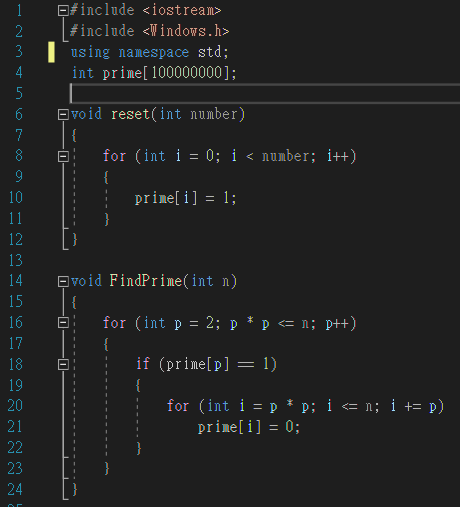 1 #include <iostream>
2 #include <Windows.h>
3 using namespace std;
4 int prime[100000000];
5
6 void reset(int number)
7 {
8 for (int i = 0; i < number; i++)
9 {
10 prime[i] = 1;
11 }
12 }
13
14 void FindPrime(int n)
15 {
16 for (int p = 2; p * p <= n; p++)
17 {
18 if (prime[p] == 1)
19 {
20 for (int i = p * p; i <= n; i += p)
21 prime[i] = 0;
22 }
23 }
24 }